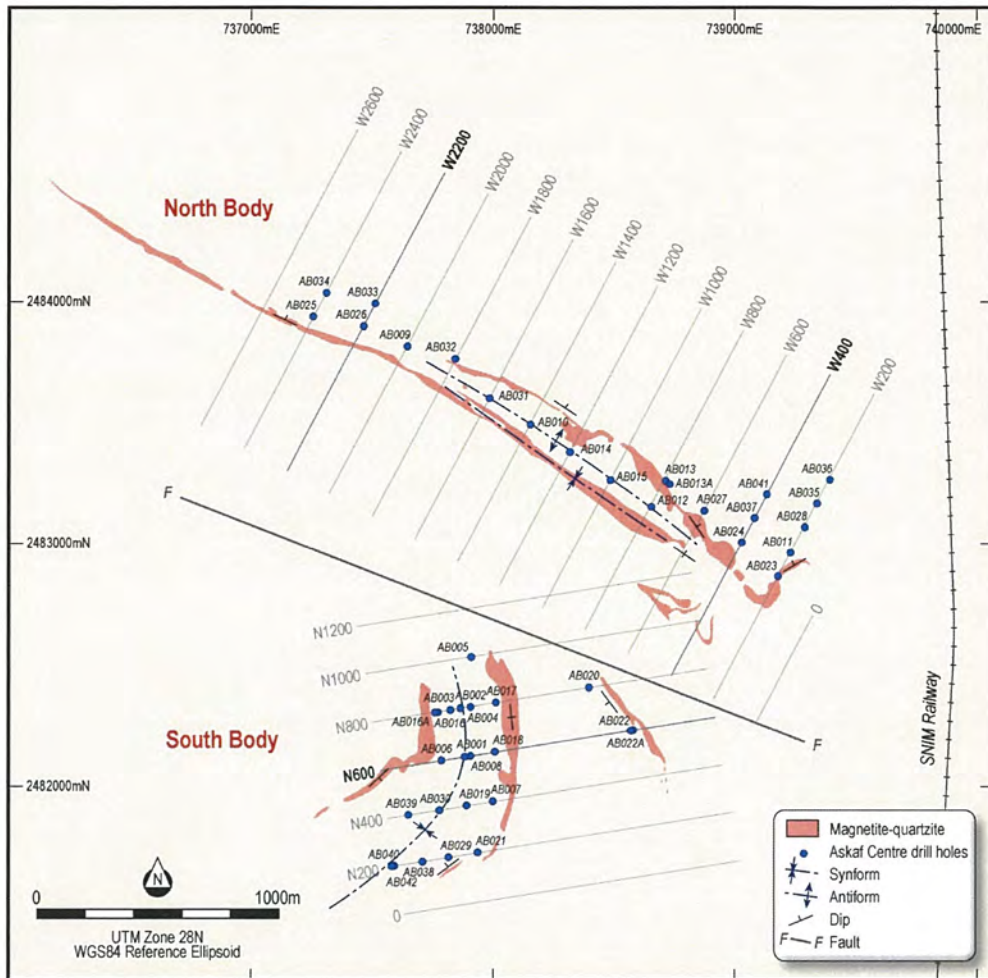 737000mE
738000mE
739000mE
740000mE
W2600
W2400
W2200
W2000
W1800
W1600
W1400
W1200
W1000
W800
W600
W400
W200
0
North Body
2484000mN
2483000mN
2482000mN
AB034
AB025
AB033
AB026
AB009
AB032
AB031
AB010
AB014
AB015
AB013
AB013A
AB012
AB027
AB041
AB037
AB024
AB036
AB035
AB028
AB011
AB023
F
F
SNIM Railway
N1200
N1000
N800
N600
N400
N200
0
South Body
AB005
AB003
AB002
AB017
AB016A
AB016
AB004
AB020
AB022
AB022A
AB006
AB001
AB018
AB008
AB039
AB030
AB019
AB007
AB040
AB042
AB038
AB029
AB021
N
0
1000m
UTM Zone 28N
WGS84 Reference Ellipsoid
Magnetite-quartzite
Askaf Centre drill holes
Synform
Antiform
Dip
F F Fault